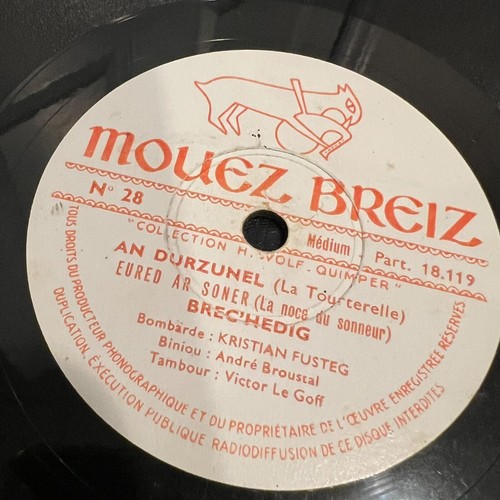 MOUEZ BREIZ
N° 28
Médium
Part. 18.119
"COLLECTION H. WOLF - QUIMPER"
AN DURZUNEL (La Tourterelle)
EURED AR SONER (La noce du sonneur)
BREC'HEDIG
Bombarde : KRISTIAN FUSTEG
Biniou : André Broustal
Tambour : Victor Le Goff
TOUS DROITS DU PRODUCTEUR PHONOGRAPHIQUE ET DU PROPRIÉTAIRE DE L'ŒUVRE ENREGISTRÉE RÉSERVÉS
DUPLICATION, EXÉCUTION PUBLIQUE RADIODIFFUSION DE CE DISQUE INTERDITES